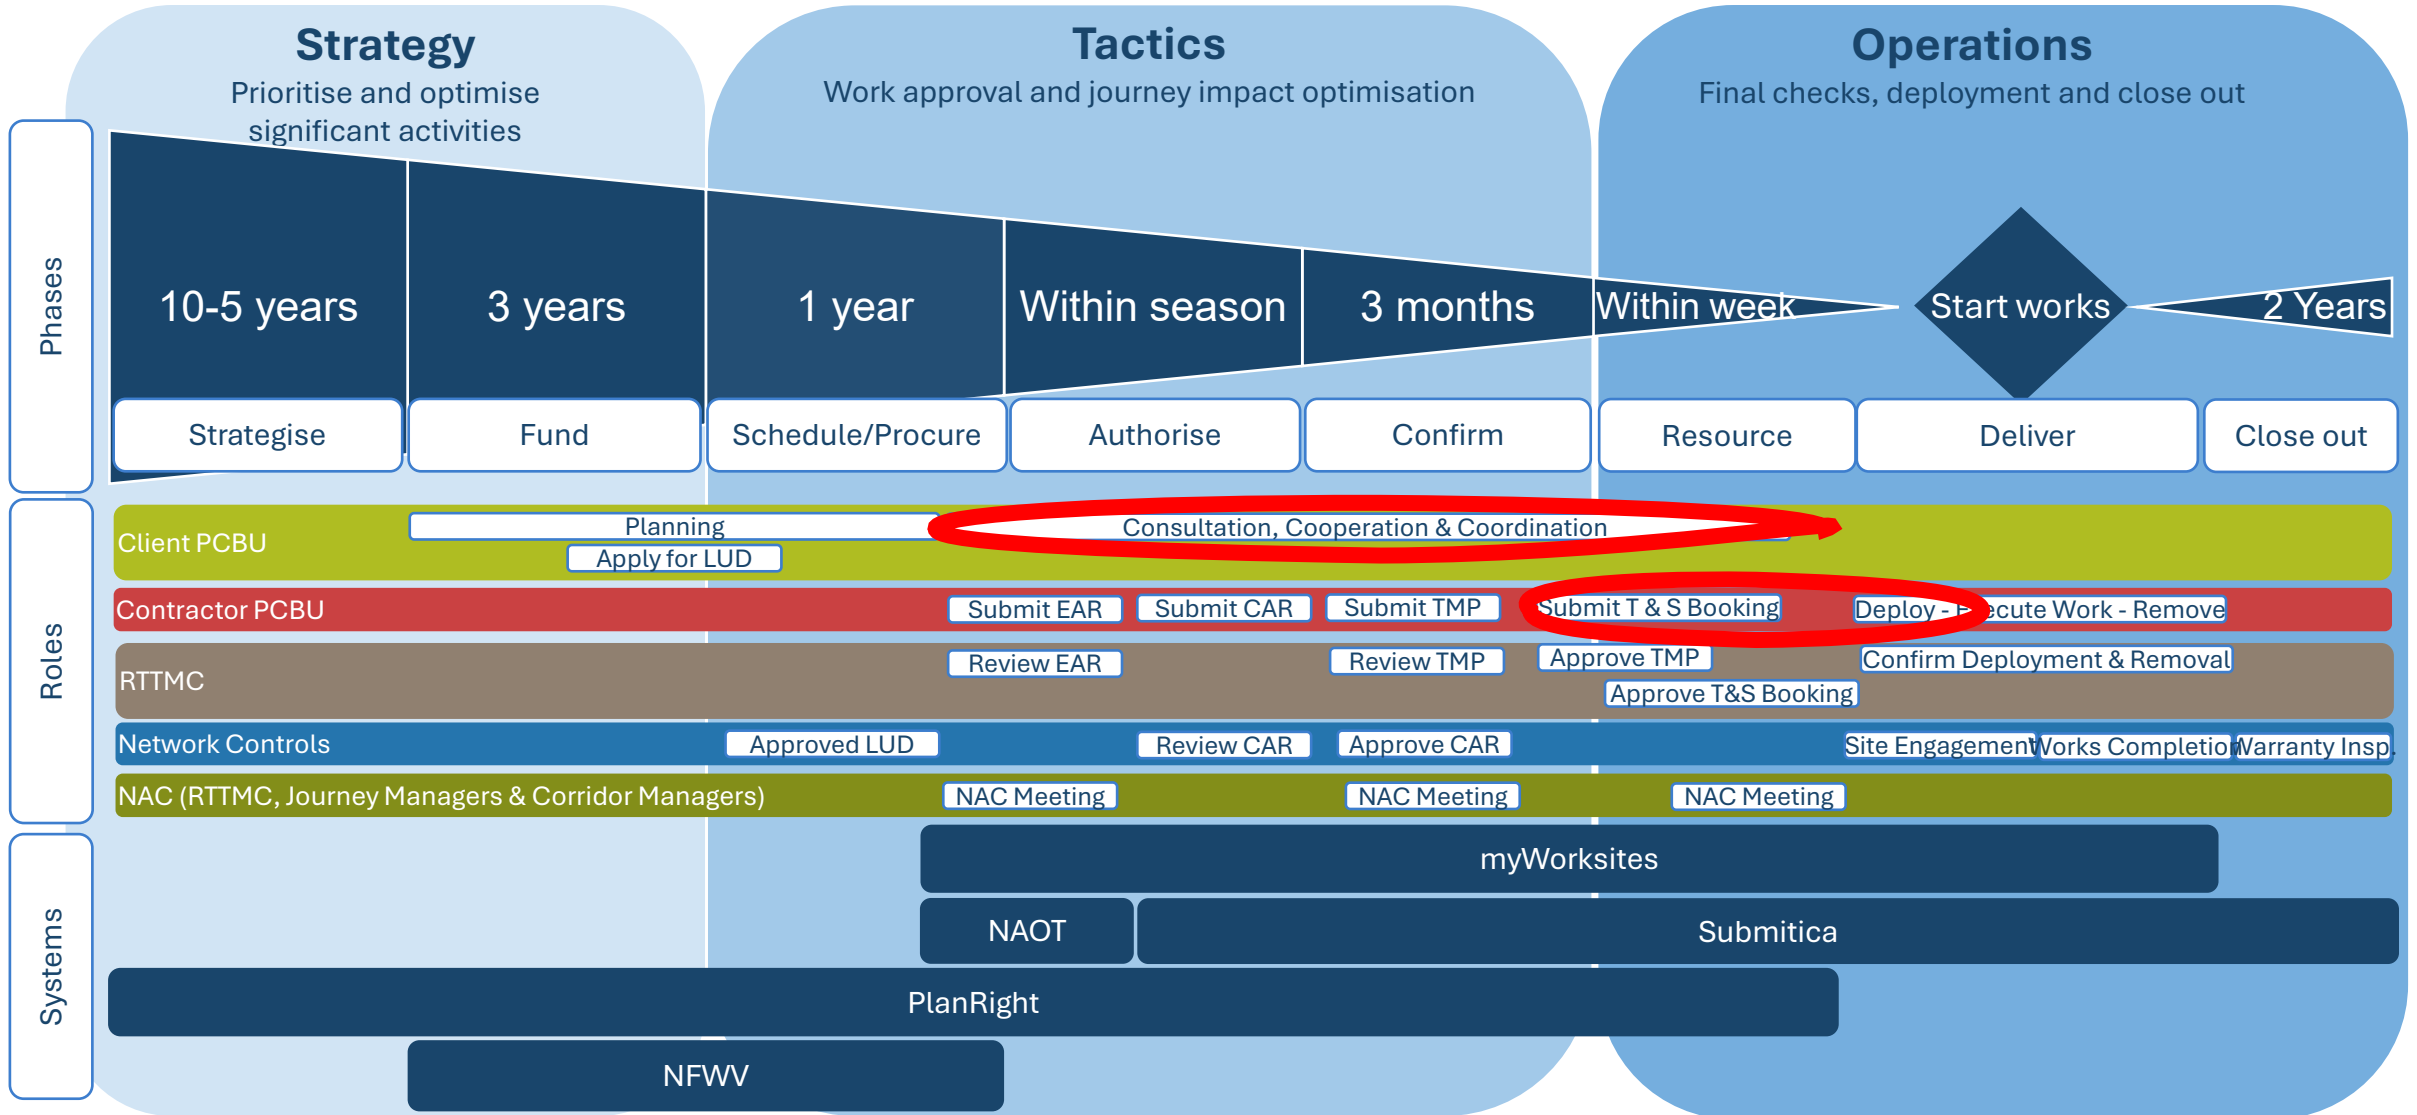 Strategy
Prioritise and optimise
significant activities
Tactics
Work approval and journey impact optimisation
Operations
Final checks, deployment and close out
Phases
10-5 years
3 years
1 year
Within season
3 months
Within week
Start works
2 Years
Strategise
Fund
Schedule/Procure
Authorise
Confirm
Resource
Deliver
Close out
Roles
Client PCBU
Planning
Consultation, Cooperation & Coordination
Apply for LUD
Contractor PCBU
Submit EAR
Submit CAR
Submit TMP
Submit T & S Booking
Deploy - Execute Work - Remove
RTTMC
Review EAR
Review TMP
Approve TMP
Confirm Deployment & Removal
Approve T&S Booking
Network Controls
Approved LUD
Review CAR
Approve CAR
Site Engagement
Works Completion
Warranty Insp.
NAC (RTTMC, Journey Managers & Corridor Managers)
NAC Meeting
NAC Meeting
NAC Meeting
Systems
myWorksites
NAOT
Submitica
PlanRight
NFWV